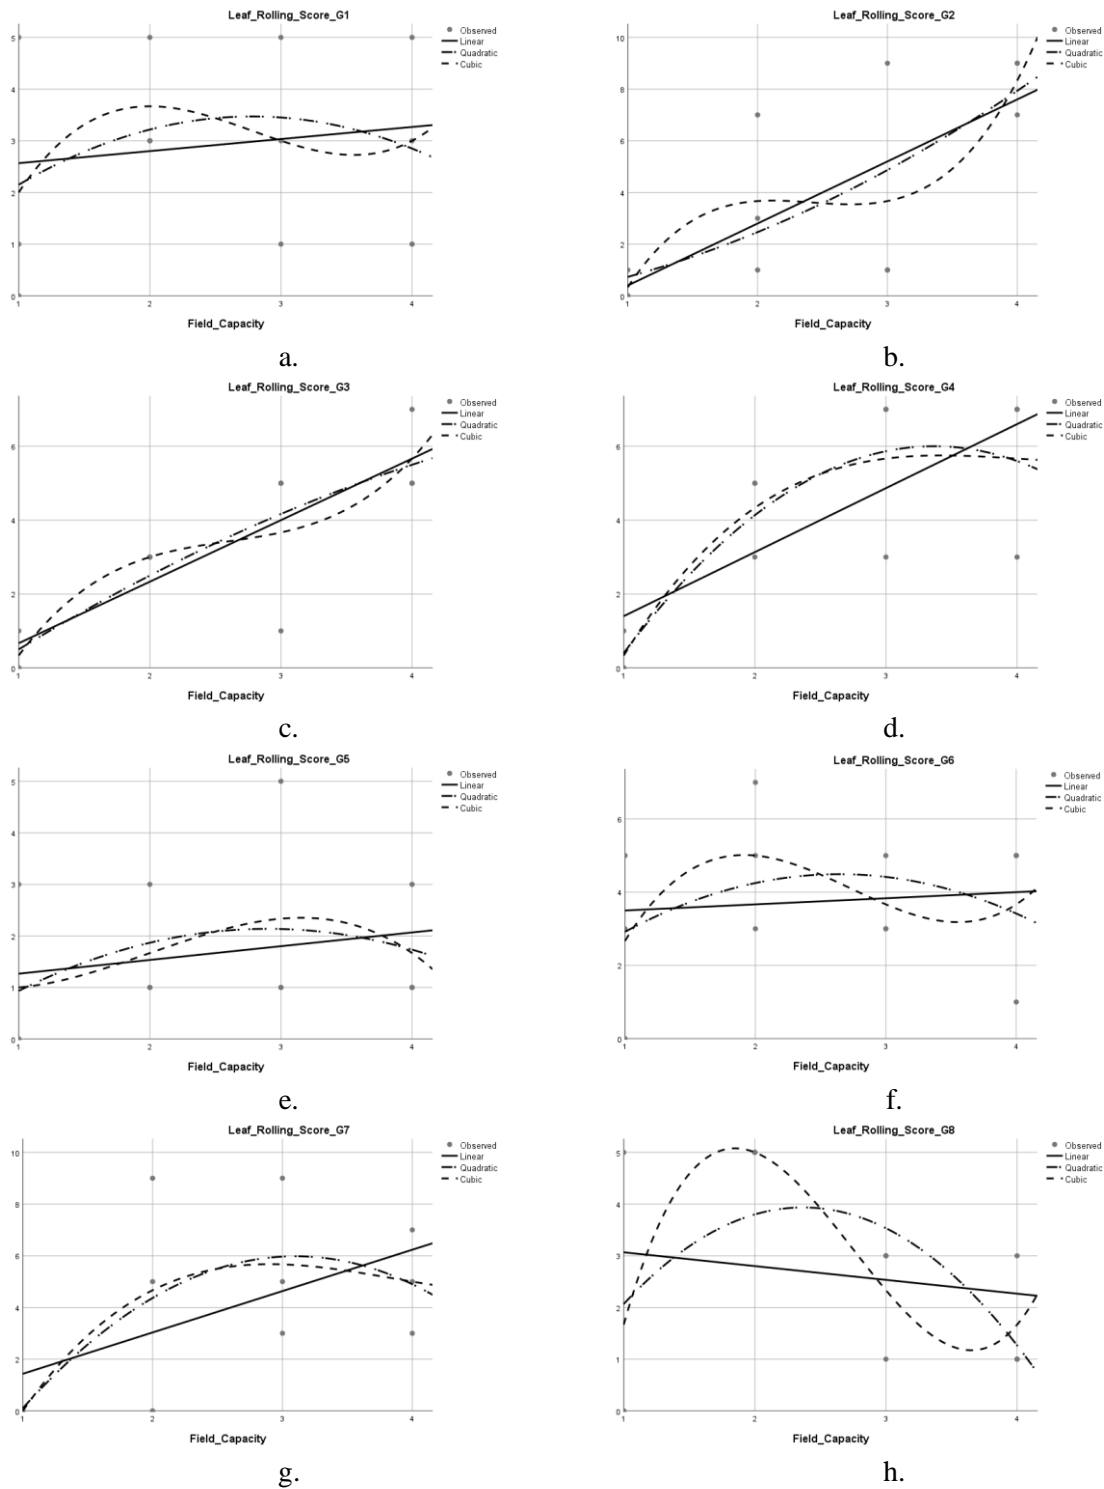 Leaf_Rolling_Score_G1
Observed
Linear
Quadratic
Cubic
5
4
3
2
1
0
1 2 3 4
Field_Capacity
a.
Leaf_Rolling_Score_G2
Observed
Linear
Quadratic
Cubic
10
8
6
4
2
0
1 2 3 4
Field_Capacity
b.
Leaf_Rolling_Score_G3
Observed
Linear
Quadratic
Cubic
6
4
2
0
1 2 3 4
Field_Capacity
c.
Leaf_Rolling_Score_G4
Observed
Linear
Quadratic
Cubic
6
4
2
0
1 2 3 4
Field_Capacity
d.
Leaf_Rolling_Score_G5
Observed
Linear
Quadratic
Cubic
5
4
3
2
1
0
1 2 3 4
Field_Capacity
e.
Leaf_Rolling_Score_G6
Observed
Linear
Quadratic
Cubic
6
4
2
0
1 2 3 4
Field_Capacity
f.
Leaf_Rolling_Score_G7
Observed
Linear
Quadratic
Cubic
10
8
6
4
2
0
1 2 3 4
Field_Capacity
g.
Leaf_Rolling_Score_G8
Observed
Linear
Quadratic
Cubic
5
4
3
2
1
0
1 2 3 4
Field_Capacity
h.